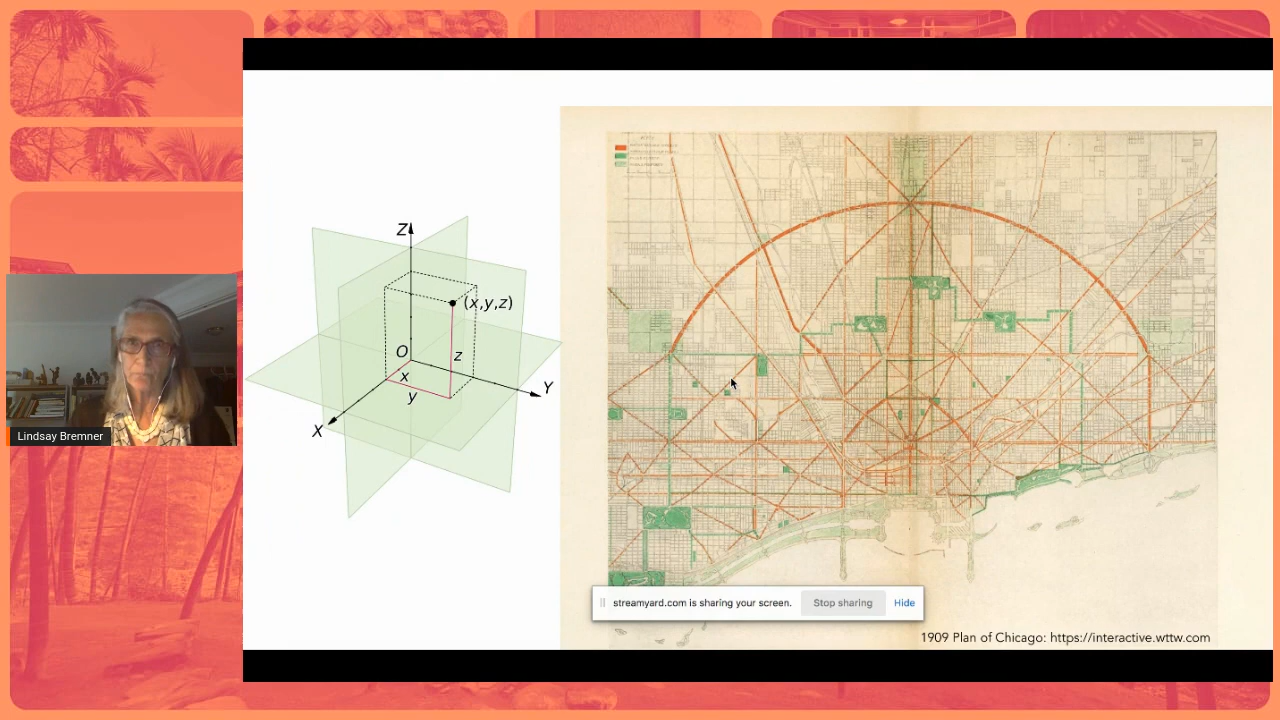 Z
(x,y,z)
O
z
x
Y
y
X
Lindsay Bremner
streamyard.com is sharing your screen.
Stop sharing
Hide
1909 Plan of Chicago: https://interactive.wttw.com